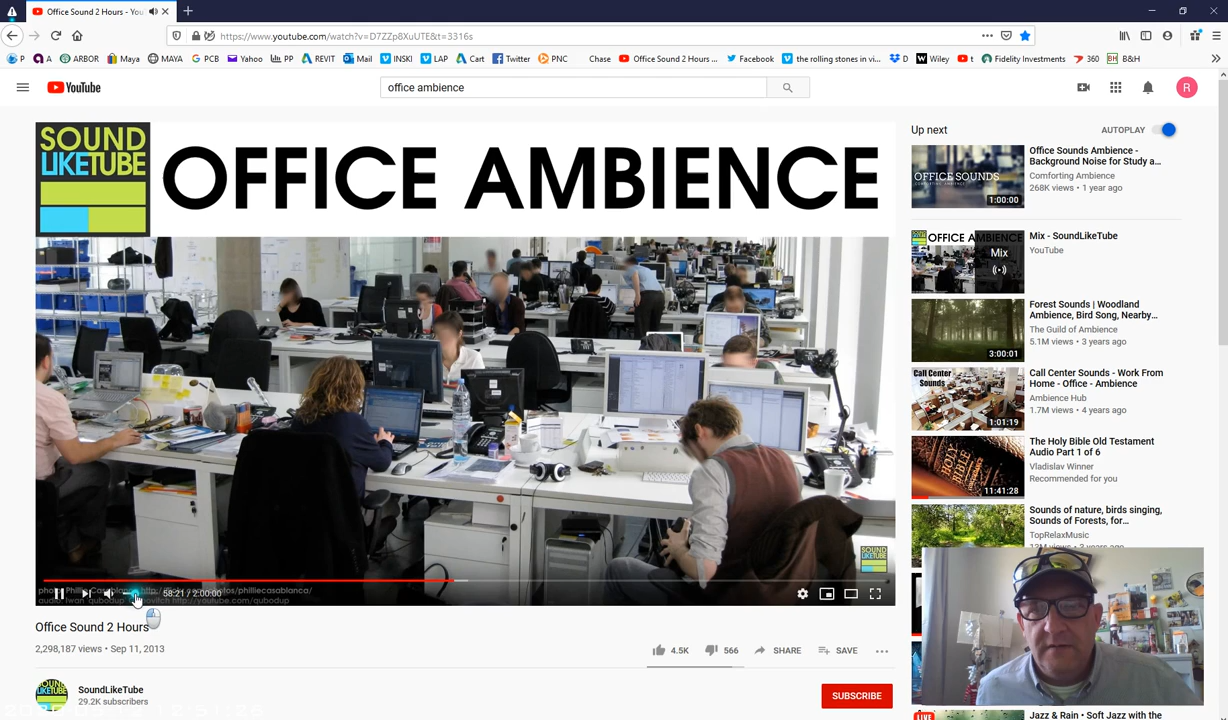 Office Sound 2 Hours - You
https://www.youtube.com/watch?v=D7ZZp8XuUTE&t=3316s
P
A
ARBOR
Maya
MAYA
PCB
Yahoo
PP
REVIT
Mail
INSKI
LAP
Cart
Twitter
PNC
Chase
Office Sound 2 Hours ...
Facebook
the rolling stones in vi...
D
Wiley
t
Fidelity Investments
360
B&H
YouTube
office ambience
R
SOUND
LIKETUBE
OFFICE AMBIENCE
SOUND
LIKETUBE
58:21 / 2:00:00
Office Sound 2 Hours
2,298,187 views • Sep 11, 2013
4.5K
566
SHARE
SAVE
SoundLikeTube
29.2K subscribers
SUBSCRIBE
Up next
AUTOPLAY
OFFICE SOUNDS
COMFORTING AMBIENCE
1:00:00
Office Sounds Ambience -
Background Noise for Study a...
Comforting Ambience
268K views • 1 year ago
OFFICE AMBIENCE
Mix
Mix - SoundLikeTube
YouTube
3:00:01
Forest Sounds | Woodland
Ambience, Bird Song, Nearby...
The Guild of Ambience
5.1M views • 3 years ago
Call Center
Sounds
1:01:19
Call Center Sounds - Work From
Home - Office - Ambience
Ambience Hub
1.7M views • 4 years ago
HOLY
BIBLE
11:41:28
The Holy Bible Old Testament
Audio Part 1 of 6
Vladislav Winner
Recommended for you
Sounds of nature, birds singing,
Sounds of Forests, for...
TopRelaxMusic
LIVE
Jazz & Rain • Soft Jazz with the